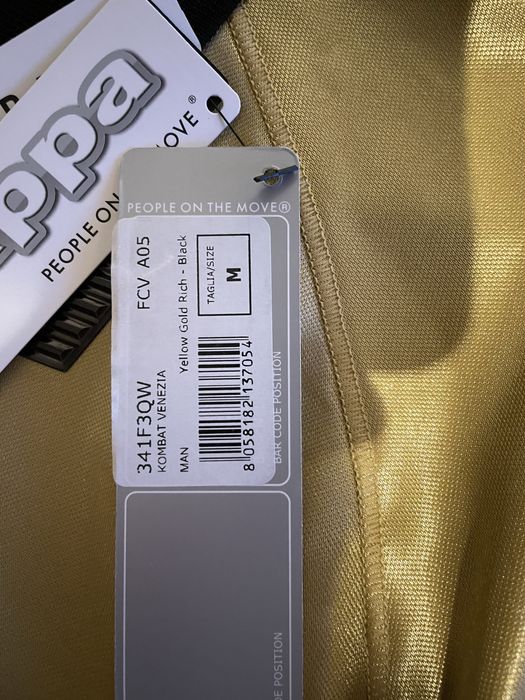 ppa
PEOPLE ON THE MOVE ®
PEOPLE ON THE MOVE®
341F3QW FCV A05
KOMBAT VENEZIA
Yellow Gold Rich - Black
MAN
TAGLIA/SIZE
M
8 058182 137054
BAR CODE POSITION
E POSITION